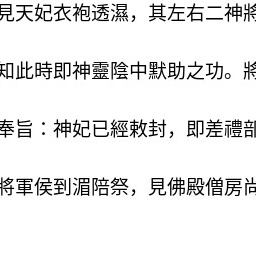 見天妃衣袍透濕，其左右二神將
知此時即神靈陰中默助之功。將
奉旨：神妃已經敕封，即差禮部
將軍侯到湄陪祭，見佛殿僧房尚